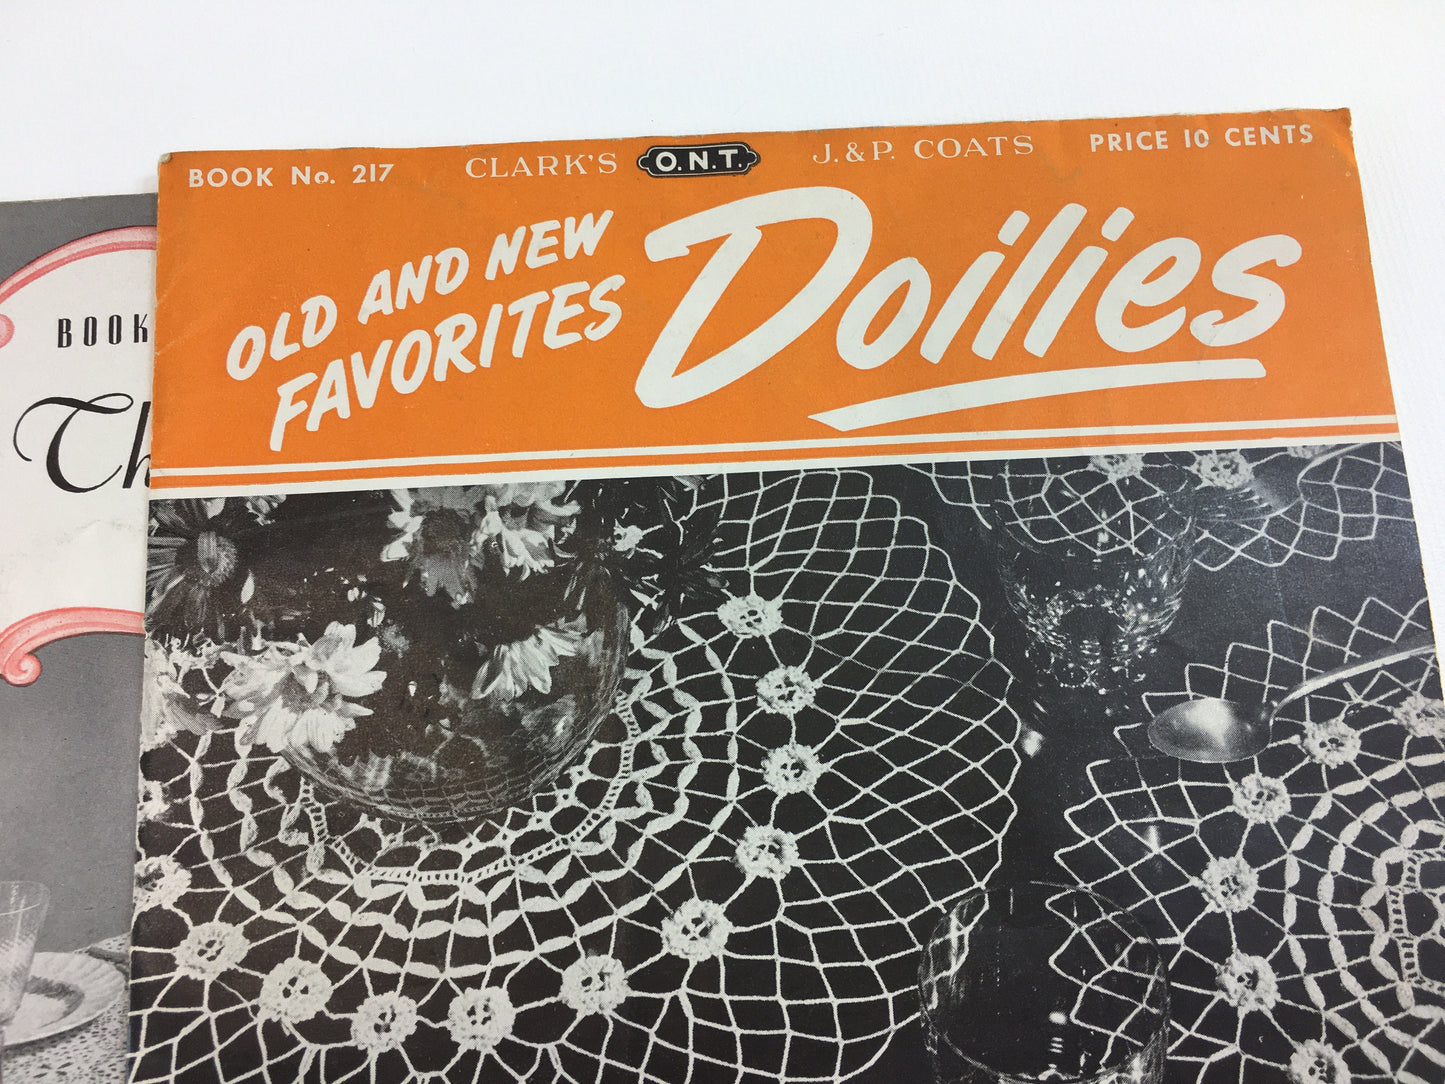 BOOK No. 217 CLARK'S O.N.T. J. & P. COATS PRICE 10 CENTS
OLD AND NEW
FAVORITES
Doilies
BOOK